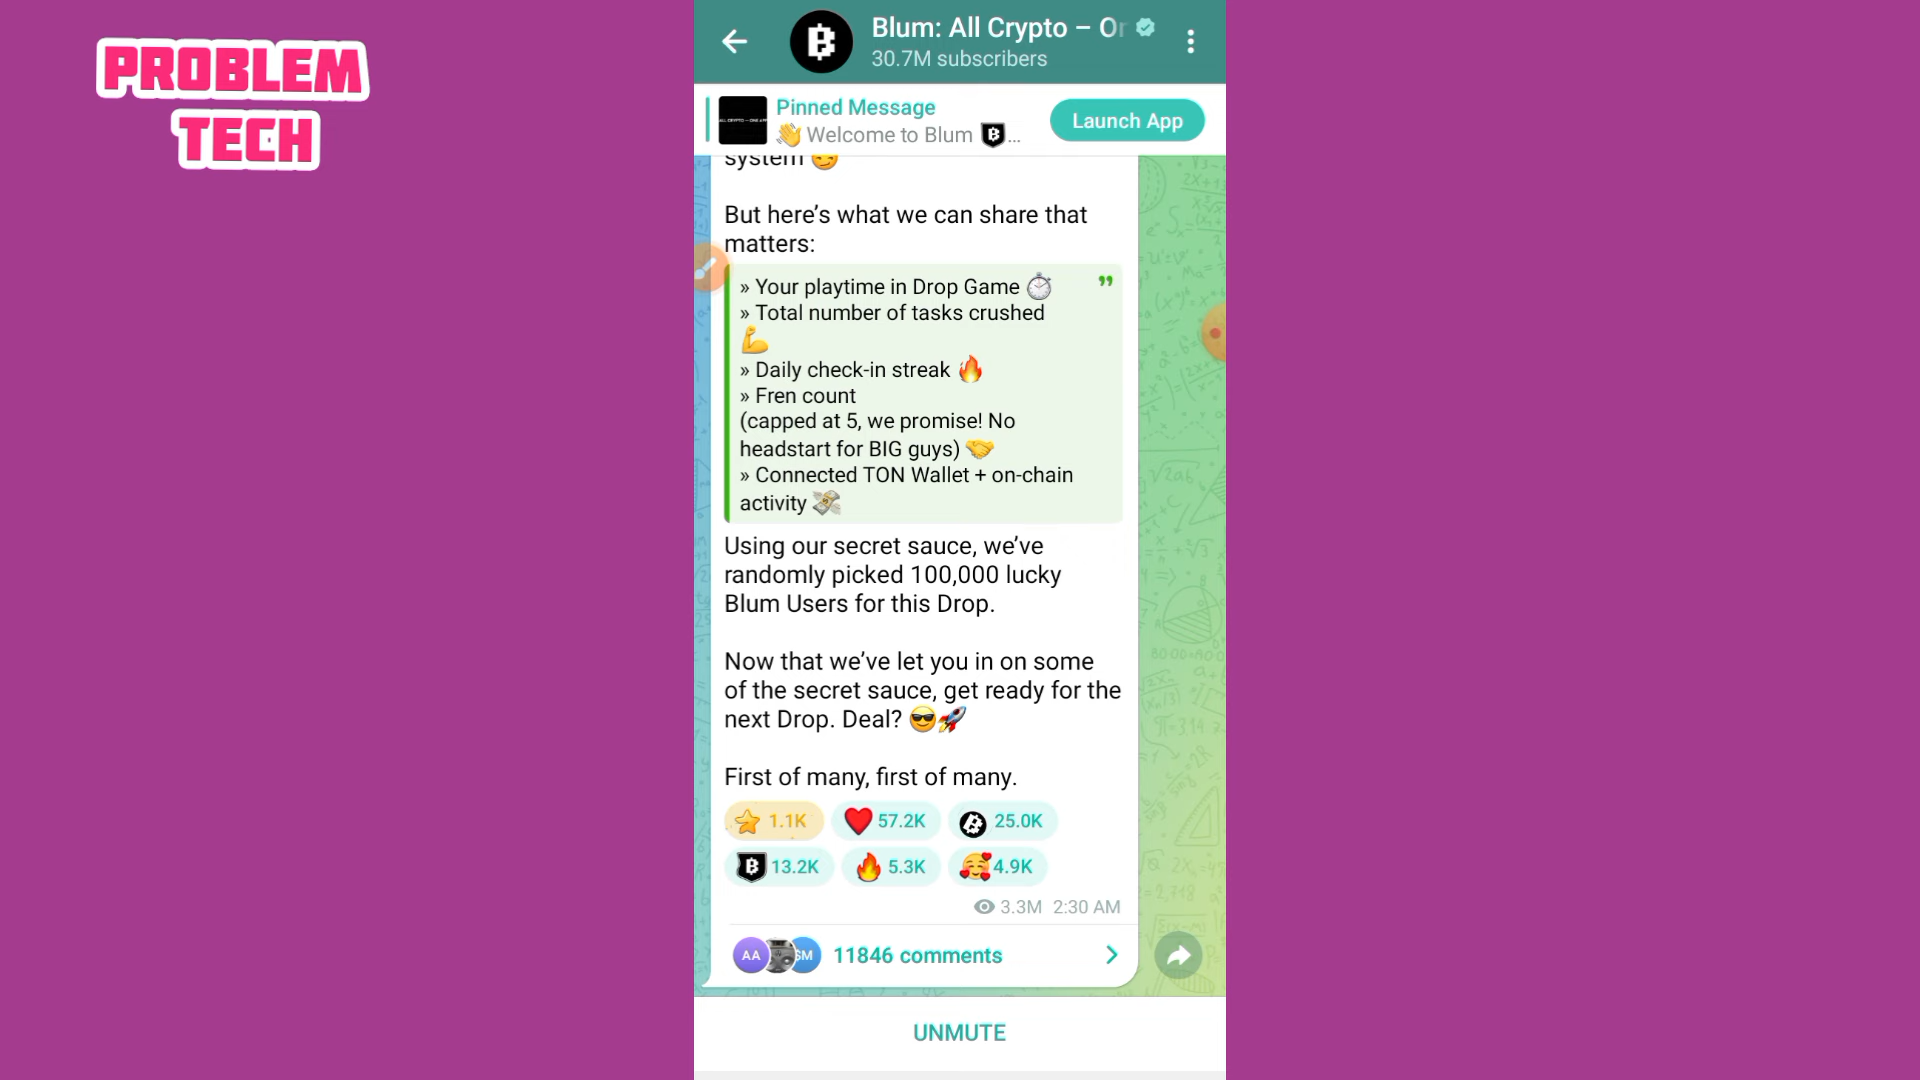 PROBLEM
TECH
Blum: All Crypto – Or
30.7M subscribers
Pinned Message
👋 Welcome to Blum ...
Launch App
ALL CRYPTO — ONE APP
system 😏
But here's what we can share that
matters:
» Your playtime in Drop Game ⏱️
» Total number of tasks crushed
💪
» Daily check-in streak 🔥
» Fren count
(capped at 5, we promise! No
headstart for BIG guys) 🤝
» Connected TON Wallet + on-chain
activity 💸
Using our secret sauce, we've
randomly picked 100,000 lucky
Blum Users for this Drop.
Now that we've let you in on some
of the secret sauce, get ready for the
next Drop. Deal? 😎🚀
First of many, first of many.
⭐ 1.1K ❤️ 57.2K 25.0K
13.2K 🔥 5.3K 🥰 4.9K
3.3M 2:30 AM
AA SM 11846 comments
UNMUTE